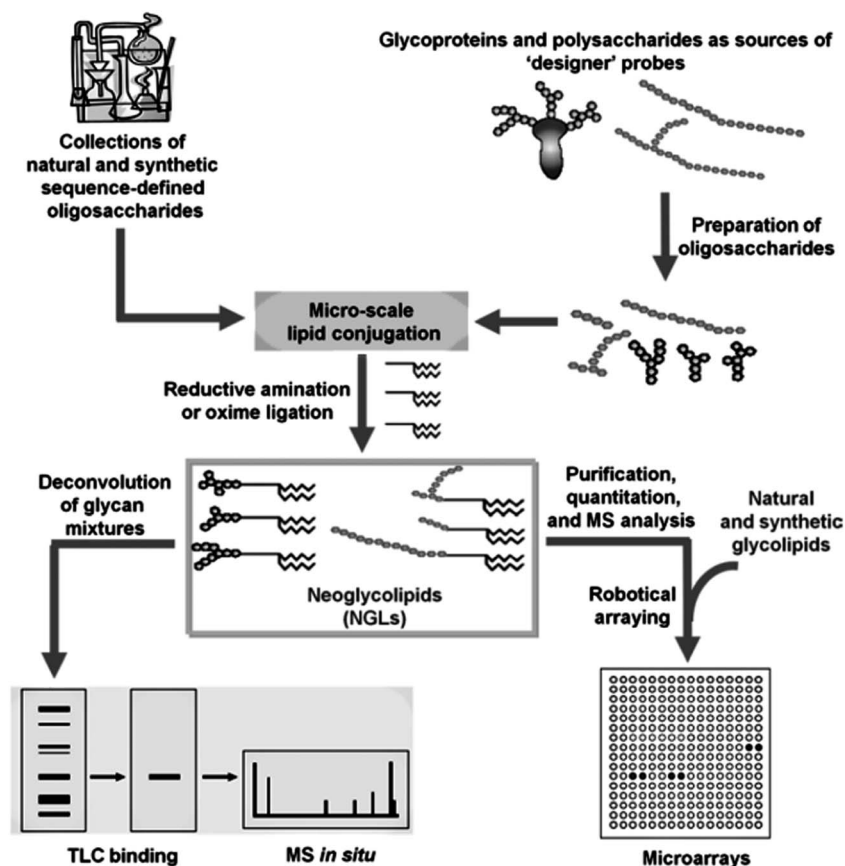 Glycoproteins and polysaccharides as sources of
‘designer’ probes
Collections of
natural and synthetic
sequence-defined
oligosaccharides
Preparation of
oligosaccharides
Micro-scale
lipid conjugation
Reductive amination
or oxime ligation
Deconvolution
of glycan
mixtures
Purification,
quantitation,
and MS analysis
Natural
and synthetic
glycolipids
Neoglycolipids
(NGLs)
Robotical
arraying
TLC binding
MS in situ
Microarrays